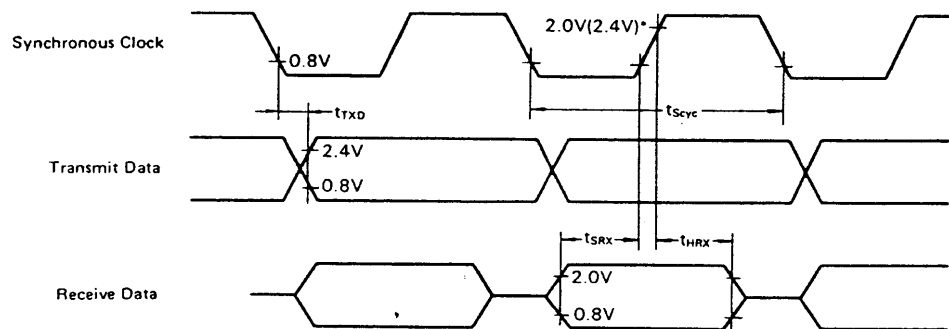 Synchronous Clock
2.0V(2.4V)*
0.8V
tTXD
tScyc
Transmit Data
2.4V
0.8V
tSRX
tHRX
Receive Data
2.0V
0.8V